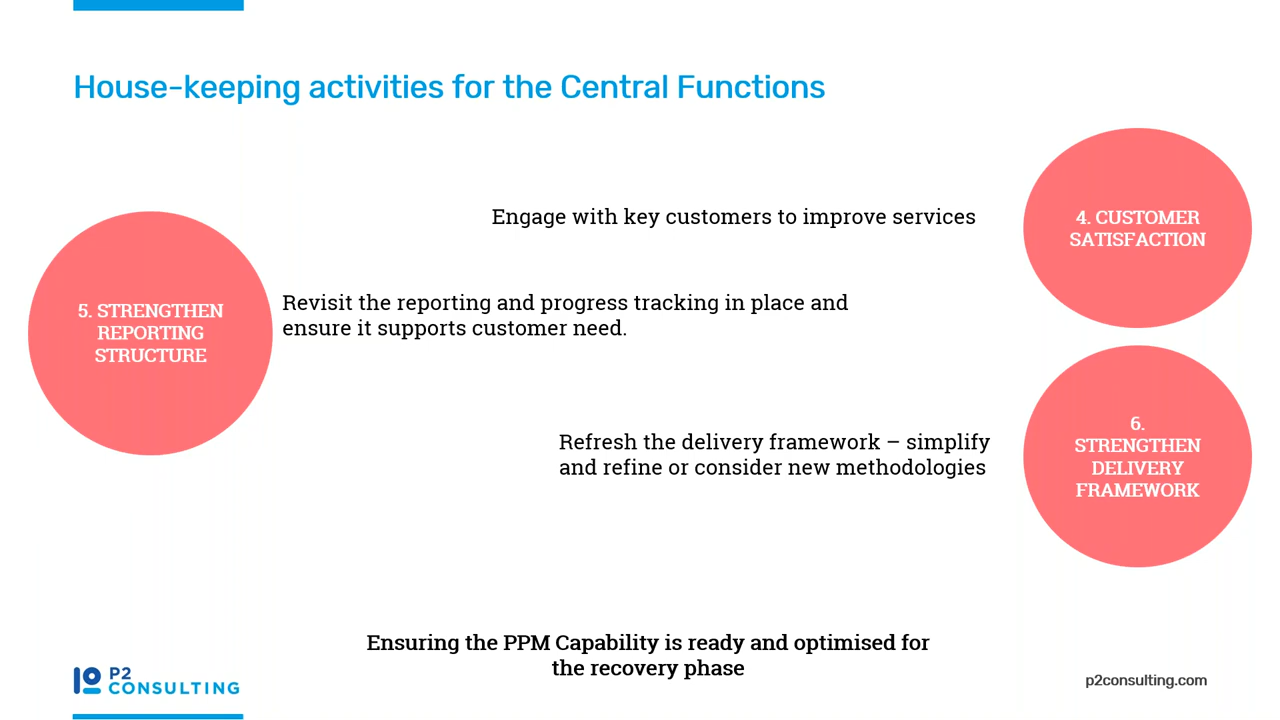 House-keeping activities for the Central Functions
4. CUSTOMER
SATISFACTION
Engage with key customers to improve services
5. STRENGTHEN
REPORTING
STRUCTURE
Revisit the reporting and progress tracking in place and
ensure it supports customer need.
6.
STRENGTHEN
DELIVERY
FRAMEWORK
Refresh the delivery framework – simplify
and refine or consider new methodologies
Ensuring the PPM Capability is ready and optimised for
the recovery phase
P2
CONSULTING
p2consulting.com